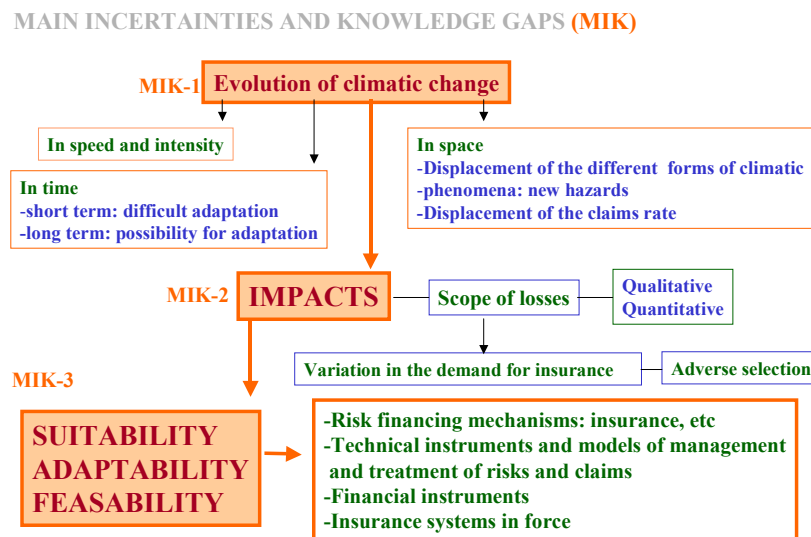 MAIN INCERTAINTIES AND KNOWLEDGE GAPS (MIK)
MIK-1
Evolution of climatic change
In speed and intensity
In time
-short term: difficult adaptation
-long term: possibility for adaptation
In space
-Displacement of the different forms of climatic
-phenomena: new hazards
-Displacement of the claims rate
MIK-2
IMPACTS
Scope of losses
Qualitative
Quantitative
Variation in the demand for insurance
Adverse selection
MIK-3
SUITABILITY
ADAPTABILITY
FEASABILITY
-Risk financing mechanisms: insurance, etc
-Technical instruments and models of management
and treatment of risks and claims
-Financial instruments
-Insurance systems in force